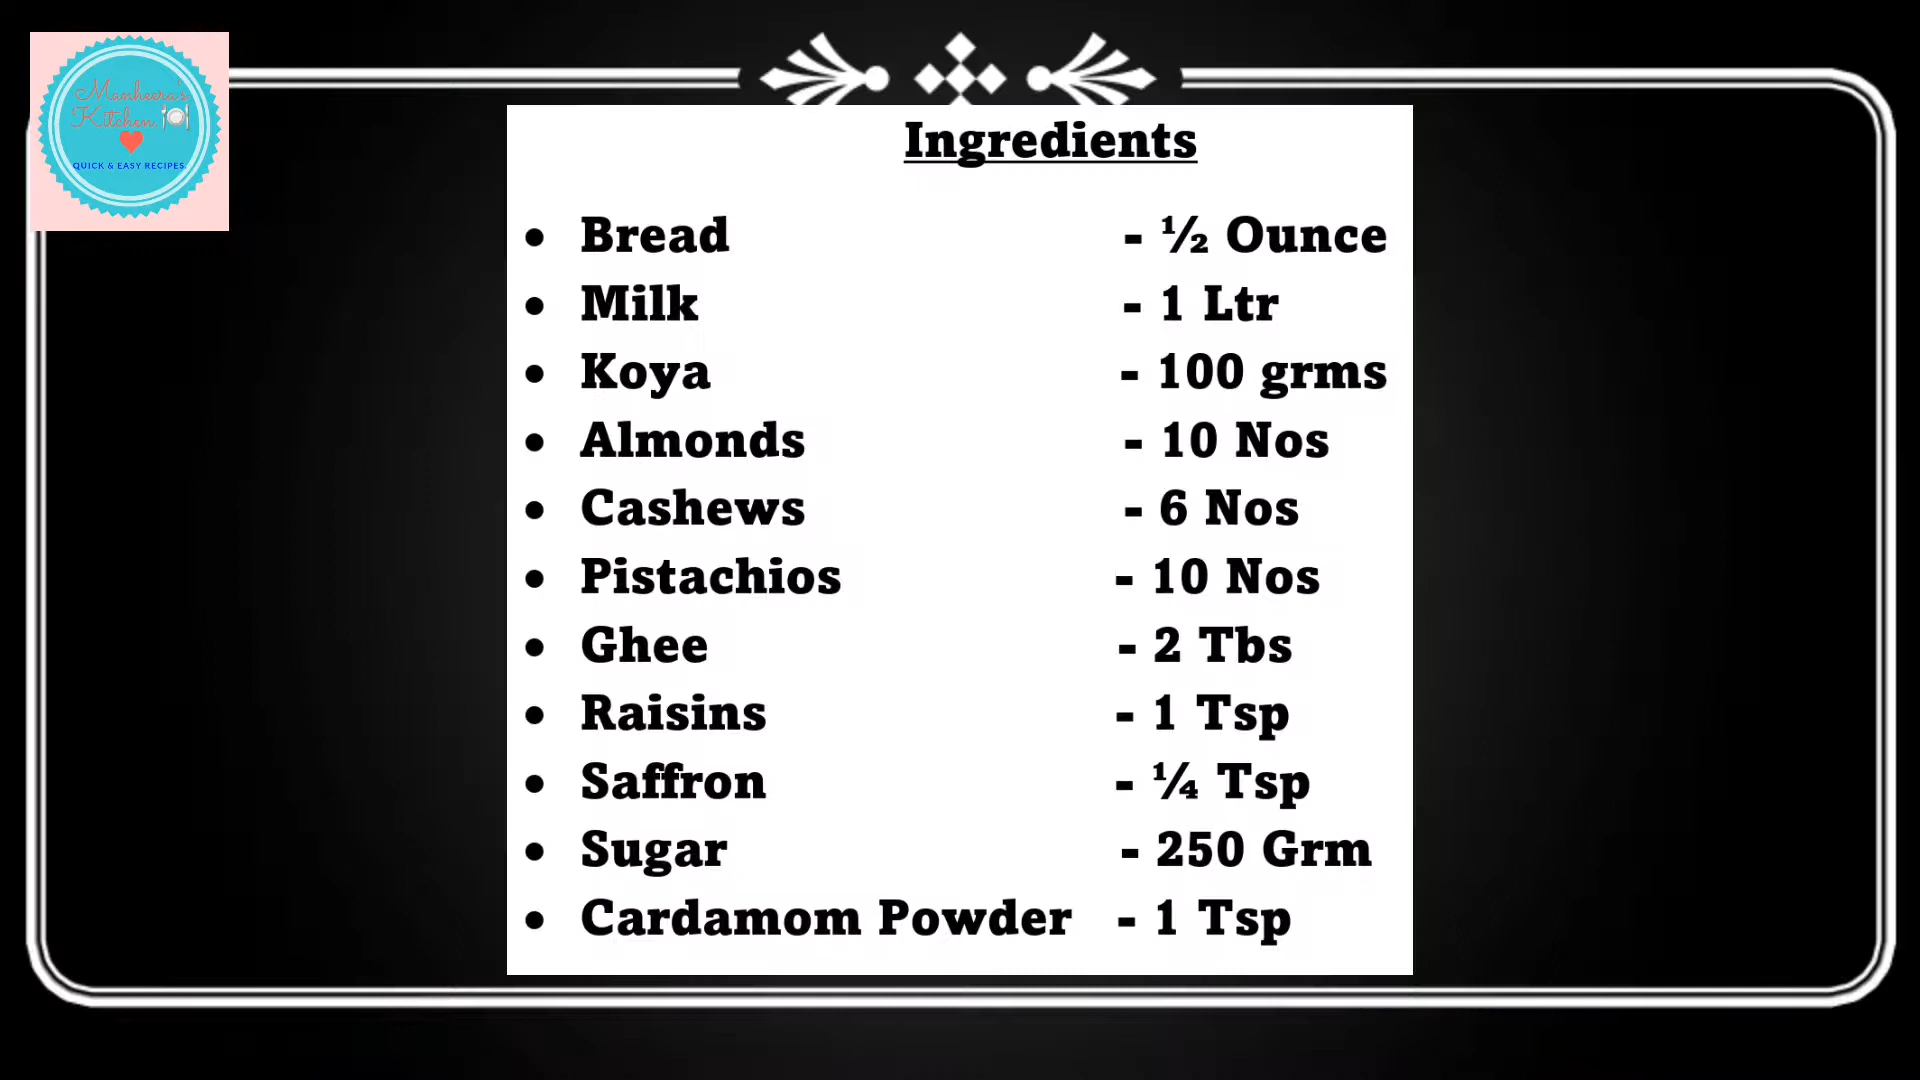 Manheera's
Kitchen
QUICK & EASY RECIPES
Ingredients
• Bread - ½ Ounce
• Milk - 1 Ltr
• Koya - 100 grms
• Almonds - 10 Nos
• Cashews - 6 Nos
• Pistachios - 10 Nos
• Ghee - 2 Tbs
• Raisins - 1 Tsp
• Saffron - ¼ Tsp
• Sugar - 250 Grm
• Cardamom Powder - 1 Tsp